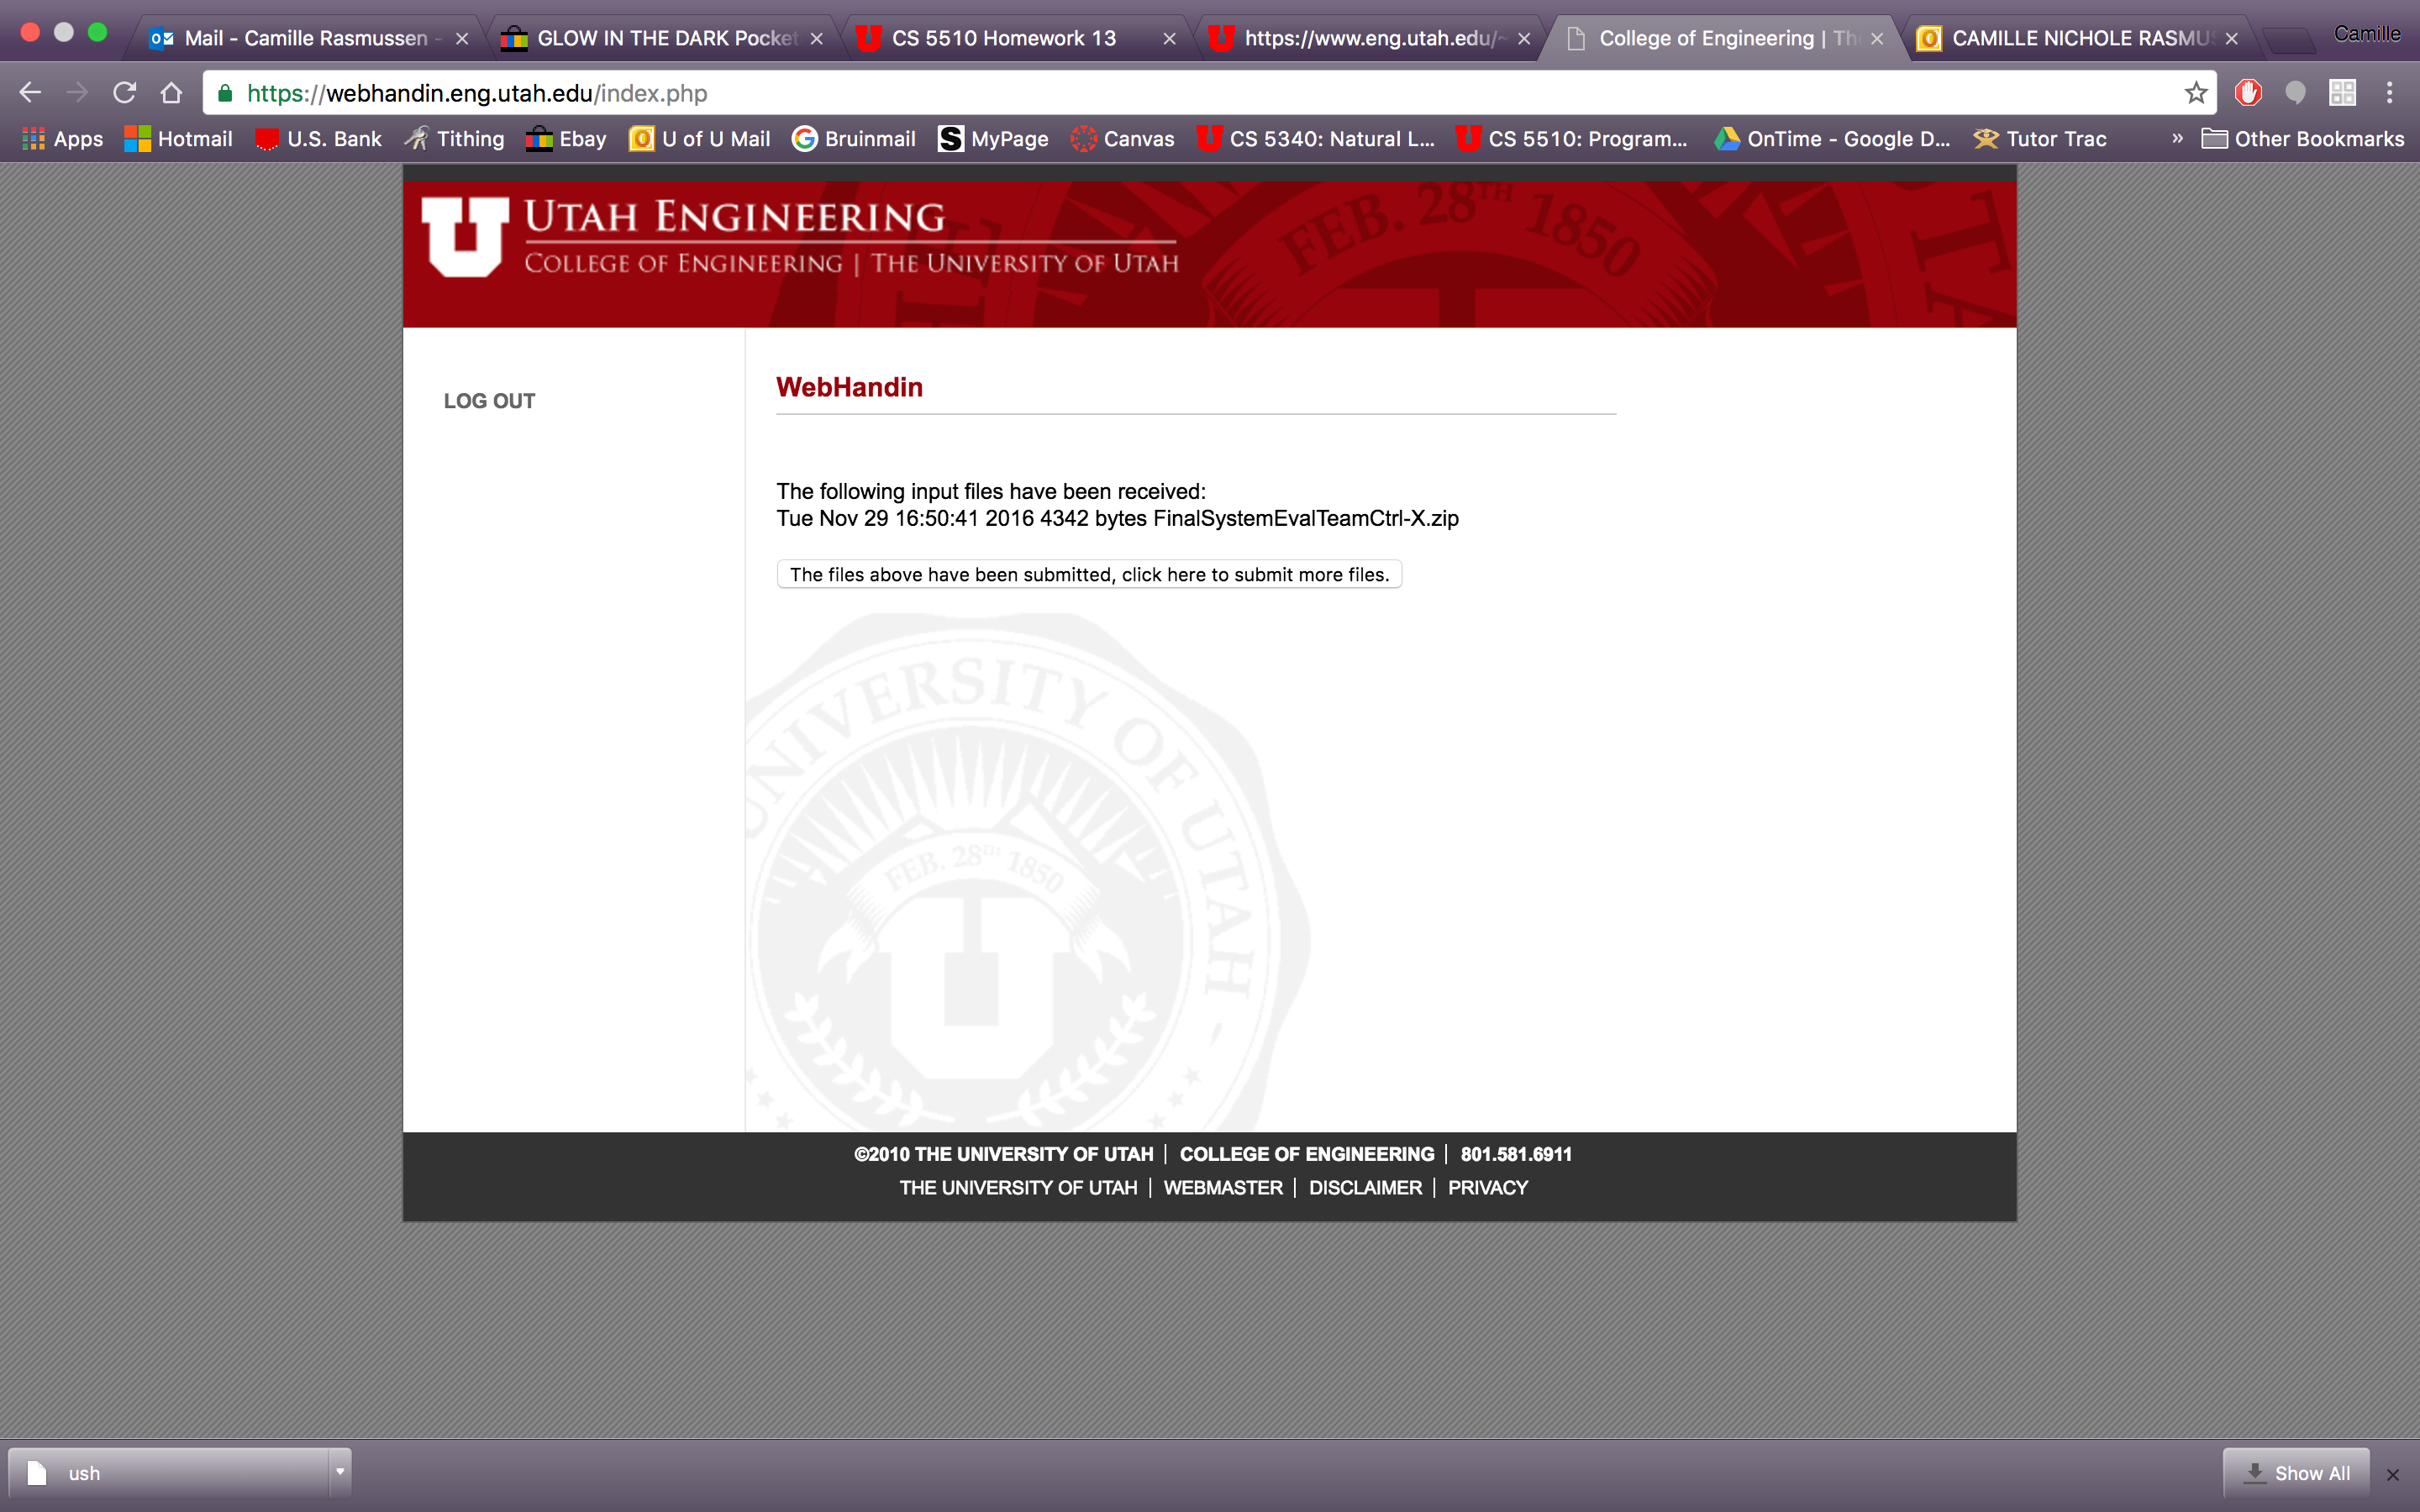 Mail - Camille Rasmussen -
GLOW IN THE DARK Pocket
CS 5510 Homework 13
https://www.eng.utah.edu/~
College of Engineering | The
CAMILLE NICHOLE RASMUS
Camille
https://webhandin.eng.utah.edu/index.php
Apps
Hotmail
U.S. Bank
Tithing
Ebay
U of U Mail
Bruinmail
MyPage
Canvas
CS 5340: Natural L...
CS 5510: Program...
OnTime - Google D...
Tutor Trac
»
Other Bookmarks
UTAH ENGINEERING
COLLEGE OF ENGINEERING | THE UNIVERSITY OF UTAH
FEB. 28TH 1850
LOG OUT
WebHandin
The following input files have been received:
Tue Nov 29 16:50:41 2016 4342 bytes FinalSystemEvalTeamCtrl-X.zip
The files above have been submitted, click here to submit more files.
UNIVERSITY OF UTAH
FEB. 28TH 1850
©2010 THE UNIVERSITY OF UTAH | COLLEGE OF ENGINEERING | 801.581.6911
THE UNIVERSITY OF UTAH | WEBMASTER | DISCLAIMER | PRIVACY
ush
Show All